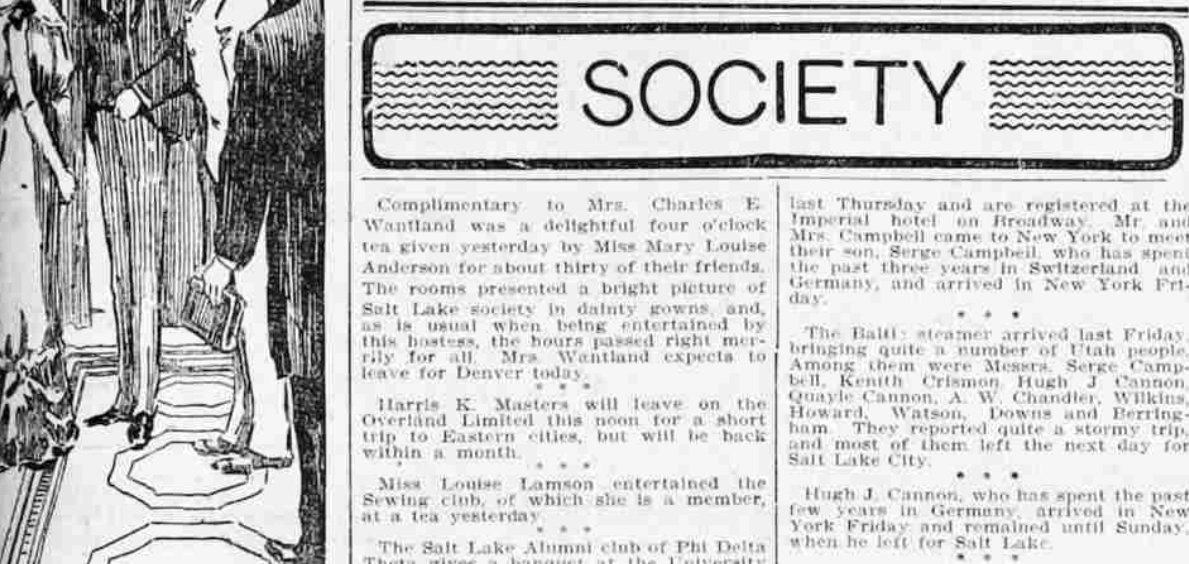 SOCIETY
Complimentary to Mrs. Charles E.
Wantland was a delightful four o'clock
tea given yesterday by Miss Mary Louise
Anderson for about thirty of their friends.
The rooms presented a bright picture of
Salt Lake society in dainty gowns, and,
as is usual when being entertained by
this hostess, the hours passed right mer-
rily for all. Mrs. Wantland expects to
leave for Denver today.
* * *
Harris K. Masters will leave on the
Overland Limited this noon for a short
trip to Eastern cities, but will be back
within a month.
* * *
Miss Louise Lamson entertained the
Sewing club, of which she is a member,
at a tea yesterday.
* * *
The Salt Lake Alumni club of Phi Delta
Theta gives a banquet at the University
last Thursday and are registered at the
Imperial hotel on Broadway. Mr. and
Mrs. Campbell came to New York to meet
their son, Serge Campbell, who has spent
the past three years in Switzerland and
Germany, and arrived in New York Fri-
day.
* * *
The Baltic steamer arrived last Friday,
bringing quite a number of Utah people.
Among them were Messrs. Serge Camp-
bell, Kenith Crismon, Hugh J Cannon,
Quayle Cannon, A. W. Chandler, Wilkins,
Howard, Watson, Downs and Berring-
ham. They reported quite a stormy trip,
and most of them left the next day for
Salt Lake City.
* * *
Hugh J. Cannon, who has spent the past
few years in Germany, arrived in New
York Friday and remained until Sunday,
when he left for Salt Lake.
* * *